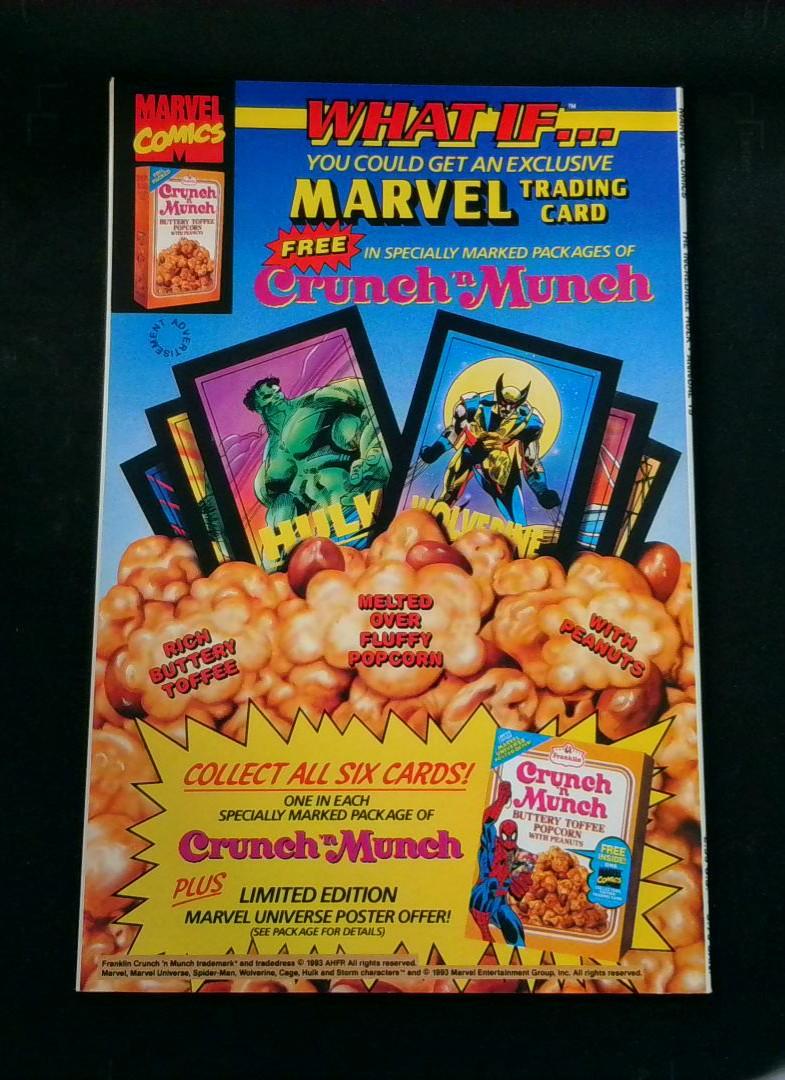 MARVEL
COMICS
WHAT IF...™
YOU COULD GET AN EXCLUSIVE
MARVEL TRADING CARD
FREE IN SPECIALLY MARKED PACKAGES OF
Crunch 'n Munch
Crunch
'n
Munch
BUTTERY TOFFEE
POPCORN
WITH PEANUTS
ADVERTISEMENT
HULK
WOLVERINE
RICH
BUTTERY
TOFFEE
MELTED
OVER
FLUFFY
POPCORN
WITH
PEANUTS
COLLECT ALL SIX CARDS!
ONE IN EACH
SPECIALLY MARKED PACKAGE OF
Crunch 'n Munch
PLUS LIMITED EDITION
MARVEL UNIVERSE POSTER OFFER!
(SEE PACKAGE FOR DETAILS)
Franklin
Crunch
'n
Munch
BUTTERY TOFFEE
POPCORN
WITH PEANUTS
FREE
INSIDE!
COMICS
Franklin Crunch 'n Munch trademark® and tradedress © 1993 AHFR All rights reserved.
Marvel, Marvel Universe, Spider-Man, Wolverine, Cage, Hulk and Storm characters™ and © 1993 Marvel Entertainment Group, Inc. All rights reserved.